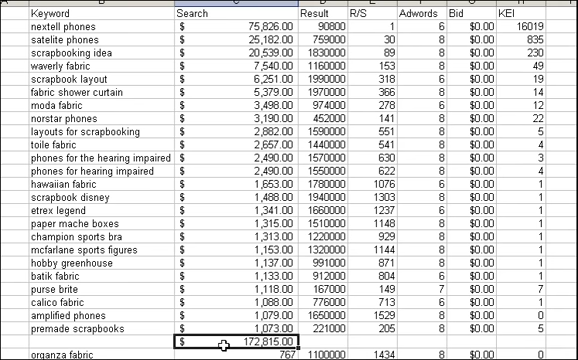 Keyword Search Result R/S Adwords Bid KEI
nextell phones $ 75,826.00 90800 1 6 $0.00 16019
satelite phones $ 25,182.00 759000 30 8 $0.00 835
scrapbooking idea $ 20,539.00 1830000 89 8 $0.00 230
waverly fabric $ 7,540.00 1160000 153 8 $0.00 49
scrapbook layout $ 6,251.00 1990000 318 6 $0.00 19
fabric shower curtain $ 5,379.00 1970000 366 8 $0.00 14
moda fabric $ 3,498.00 974000 278 6 $0.00 12
norstar phones $ 3,190.00 452000 141 8 $0.00 22
layouts for scrapbooking $ 2,882.00 1590000 551 8 $0.00 5
toile fabric $ 2,657.00 1440000 541 8 $0.00 4
phones for the hearing impaired $ 2,490.00 1570000 630 8 $0.00 3
phones for hearing impaired $ 2,490.00 1550000 622 8 $0.00 4
hawaiian fabric $ 1,653.00 1780000 1076 6 $0.00 1
scrapbook disney $ 1,488.00 1940000 1303 8 $0.00 1
etrex legend $ 1,341.00 1660000 1237 6 $0.00 1
paper mache boxes $ 1,315.00 1510000 1148 8 $0.00 1
champion sports bra $ 1,313.00 1220000 929 8 $0.00 1
mcfarlane sports figures $ 1,153.00 1320000 1144 8 $0.00 1
hobby greenhouse $ 1,137.00 991000 871 8 $0.00 1
batik fabric $ 1,133.00 912000 804 6 $0.00 1
purse brite $ 1,118.00 167000 149 7 $0.00 7
calico fabric $ 1,088.00 776000 713 6 $0.00 1
amplified phones $ 1,079.00 1650000 1529 8 $0.00 0
premade scrapbooks $ 1,073.00 221000 205 8 $0.00 5
$ 172,815.00
organza fabric 767 1100000 1434 8 $0.00 0